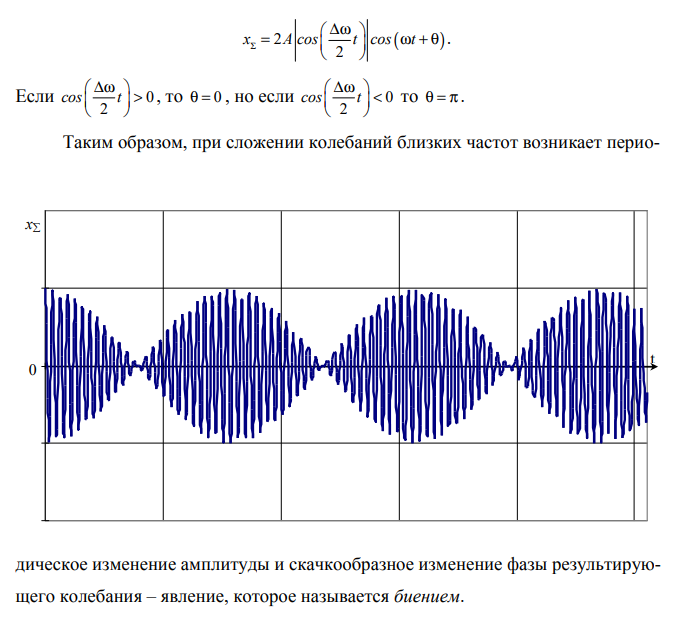 x_Σ = 2A|cos(Δω/2 t)|cos(ωt + θ).
Если cos(Δω/2 t) > 0, то θ = 0, но если cos(Δω/2 t) < 0 то θ = π.
Таким образом, при сложении колебаний близких частот возникает перио-
xΣ
0
t
дическое изменение амплитуды и скачкообразное изменение фазы результирую-
щего колебания – явление, которое называется биением.